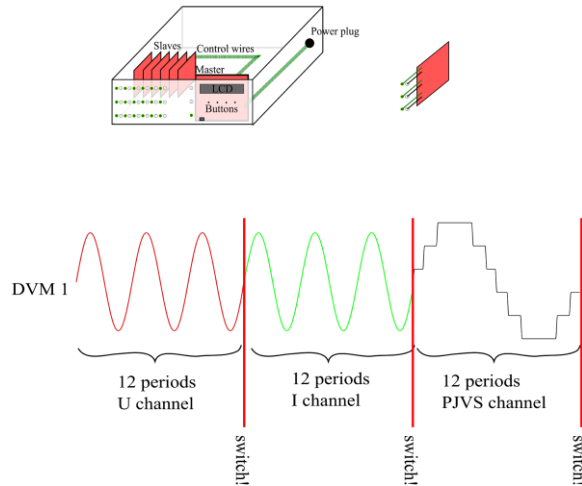 Power plug
Slaves
Control wires
Master
LCD
Buttons
DVM 1
12 periods
U channel
12 periods
I channel
12 periods
PJVS channel
switch!
switch!
switch!